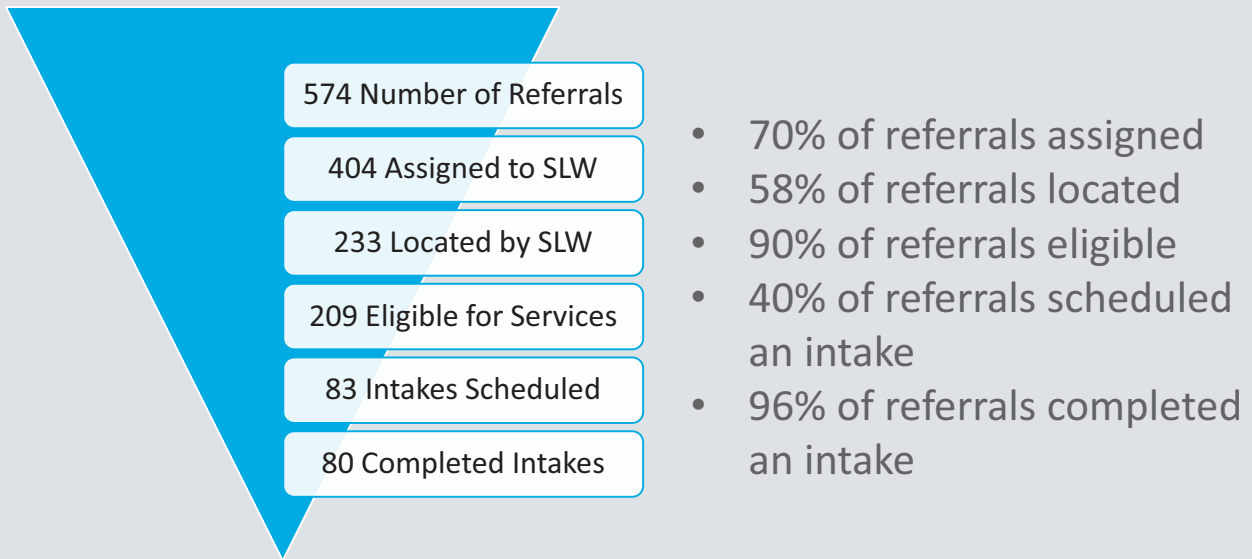 574 Number of Referrals
404 Assigned to SLW
233 Located by SLW
209 Eligible for Services
83 Intakes Scheduled
80 Completed Intakes
• 70% of referrals assigned
• 58% of referrals located
• 90% of referrals eligible
• 40% of referrals scheduled
an intake
• 96% of referrals completed
an intake